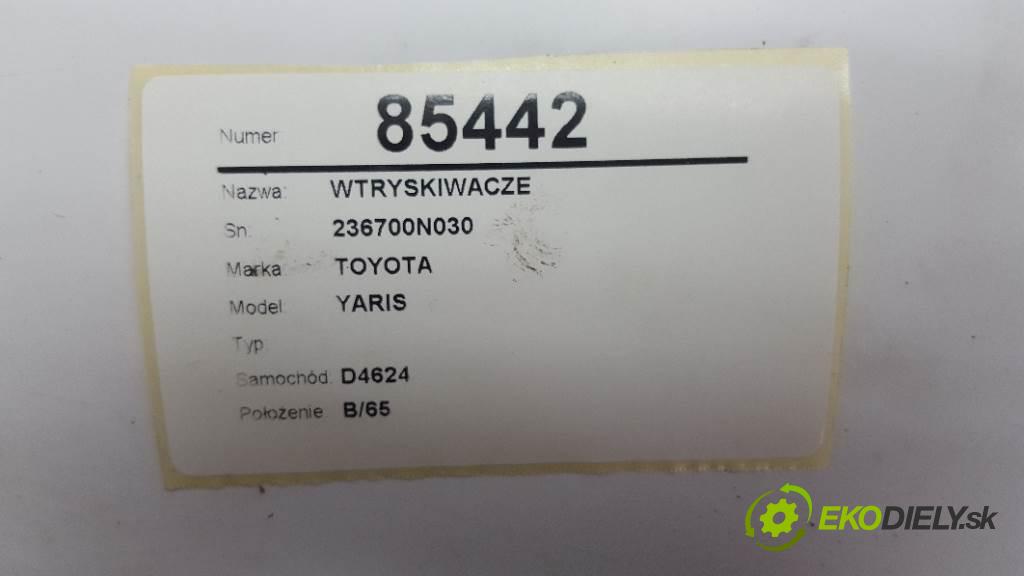 Numer: 85442
Nazwa: WTRYSKIWACZE
Sn: 236700N030
Marka: TOYOTA
Model: YARIS
Typ:
Samochód: D4624
Położenie: B/65
EKODIELY.sk